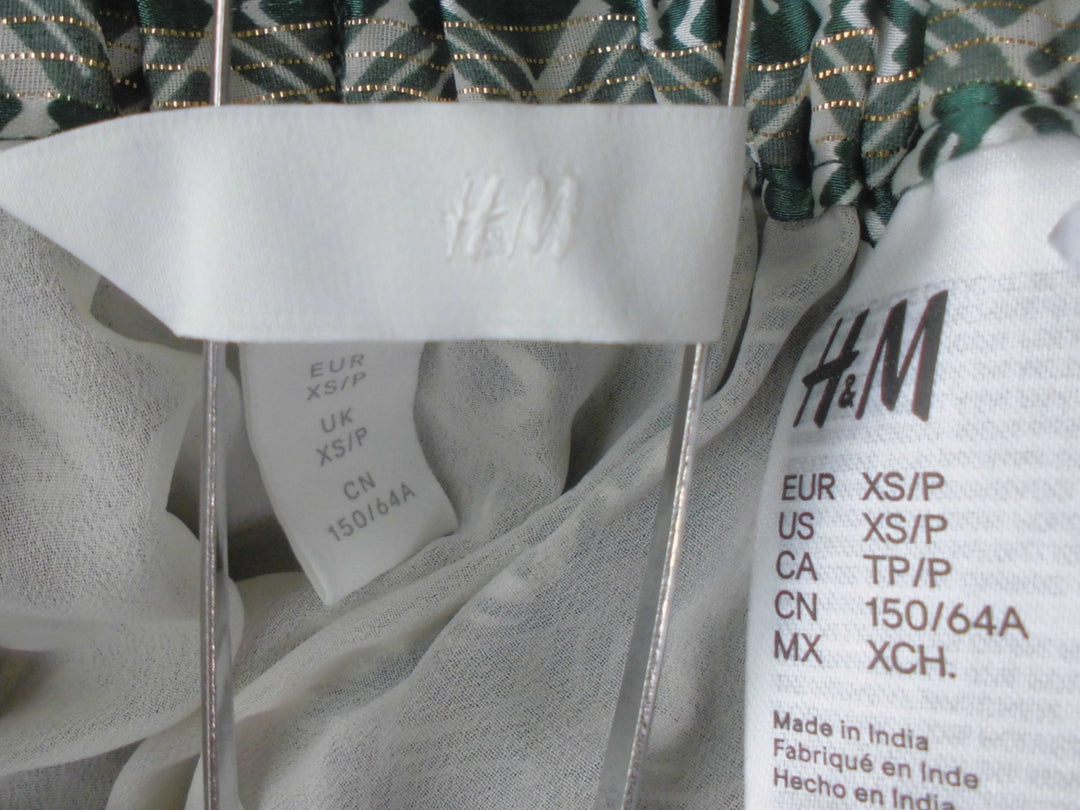 H&M
EUR
XS/P
UK
XS/P
CN
150/64A
H&M
EUR XS/P
US XS/P
CA TP/P
CN 150/64A
MX XCH.
Made in India
Fabriqué en Inde
Hecho en India